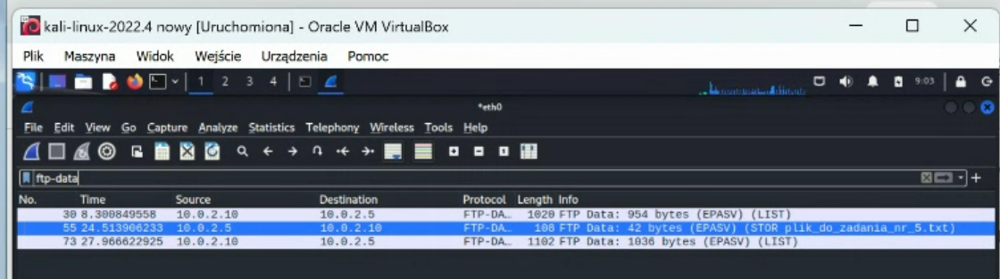 kali-linux-2022.4 nowy [Uruchomiona] - Oracle VM VirtualBox
Plik Maszyna Widok Wejście Urządzenia Pomoc
1 2 3 4 9:03
*eth0
File Edit View Go Capture Analyze Statistics Telephony Wireless Tools Help
ftp-data
No. Time Source Destination Protocol Length Info
30 8.300849558 10.0.2.10 10.0.2.5 FTP-DA… 1020 FTP Data: 954 bytes (EPASV) (LIST)
55 24.513906233 10.0.2.5 10.0.2.10 FTP-DA… 108 FTP Data: 42 bytes (EPASV) (STOR plik_do_zadania_nr_5.txt)
73 27.966622925 10.0.2.10 10.0.2.5 FTP-DA… 1102 FTP Data: 1036 bytes (EPASV) (LIST)